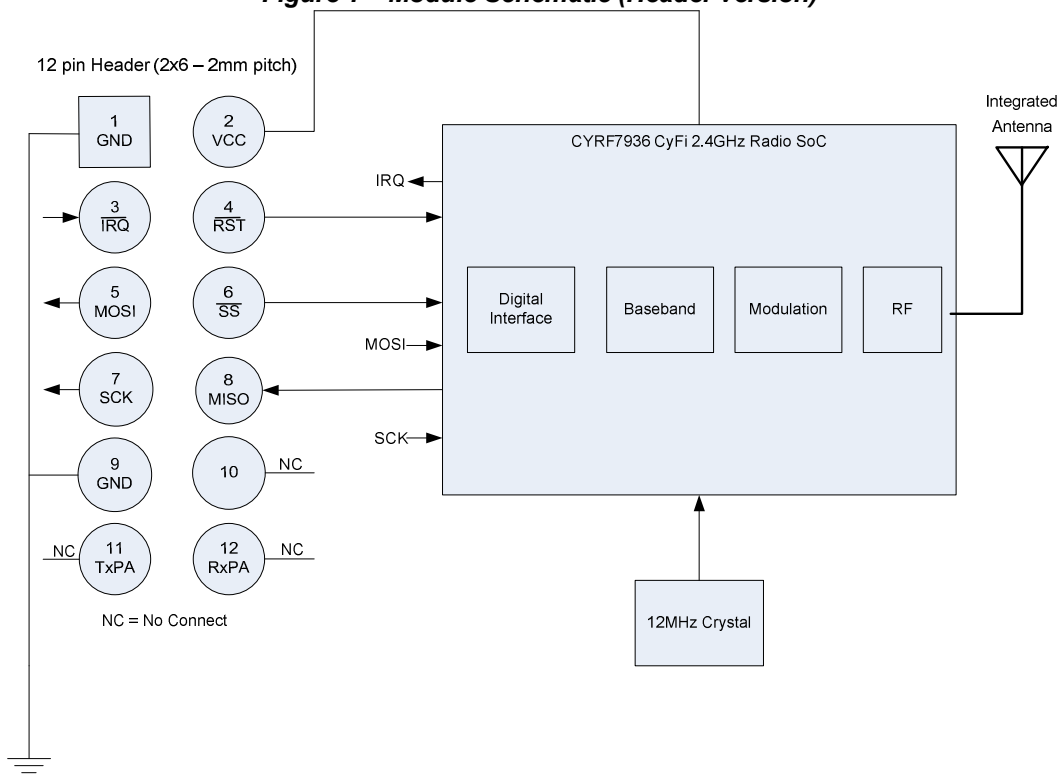 Figure 1 – Module Schematic (Header Version)
12 pin Header (2x6 – 2mm pitch)
1
GND
2
VCC
3
IRQ
4
RST
5
MOSI
6
SS
7
SCK
8
MISO
9
GND
10
NC
NC
11
TxPA
12
RxPA
NC
NC = No Connect
CYRF7936 CyFi 2.4GHz Radio SoC
IRQ
MOSI
SCK
Digital
Interface
Baseband
Modulation
RF
Integrated
Antenna
12MHz Crystal